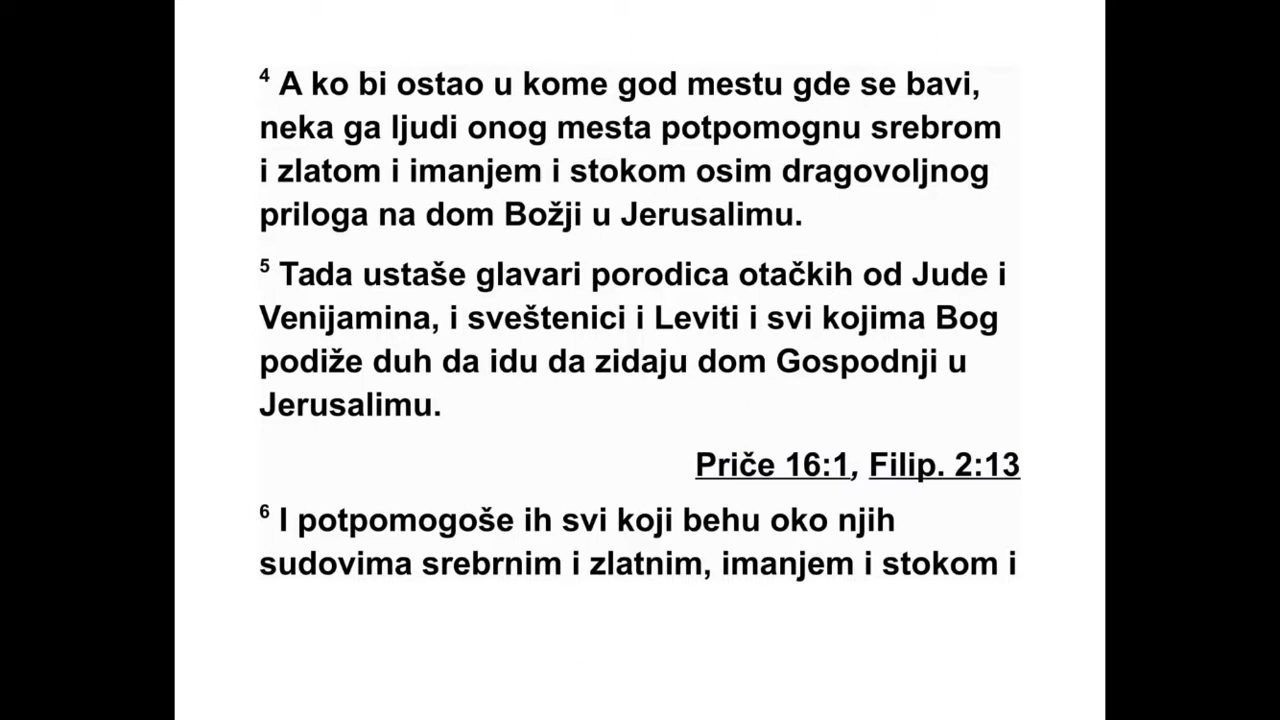 4 A ko bi ostao u kome god mestu gde se bavi,
neka ga ljudi onog mesta potpomognu srebrom
i zlatom i imanjem i stokom osim dragovoljnog
priloga na dom Božji u Jerusalimu.
5 Tada ustaše glavari porodica otačkih od Jude i
Venijamina, i sveštenici i Leviti i svi kojima Bog
podiže duh da idu da zidaju dom Gospodnji u
Jerusalimu.
Priče 16:1, Filip. 2:13
6 I potpomogoše ih svi koji behu oko njih
sudovima srebrnim i zlatnim, imanjem i stokom i